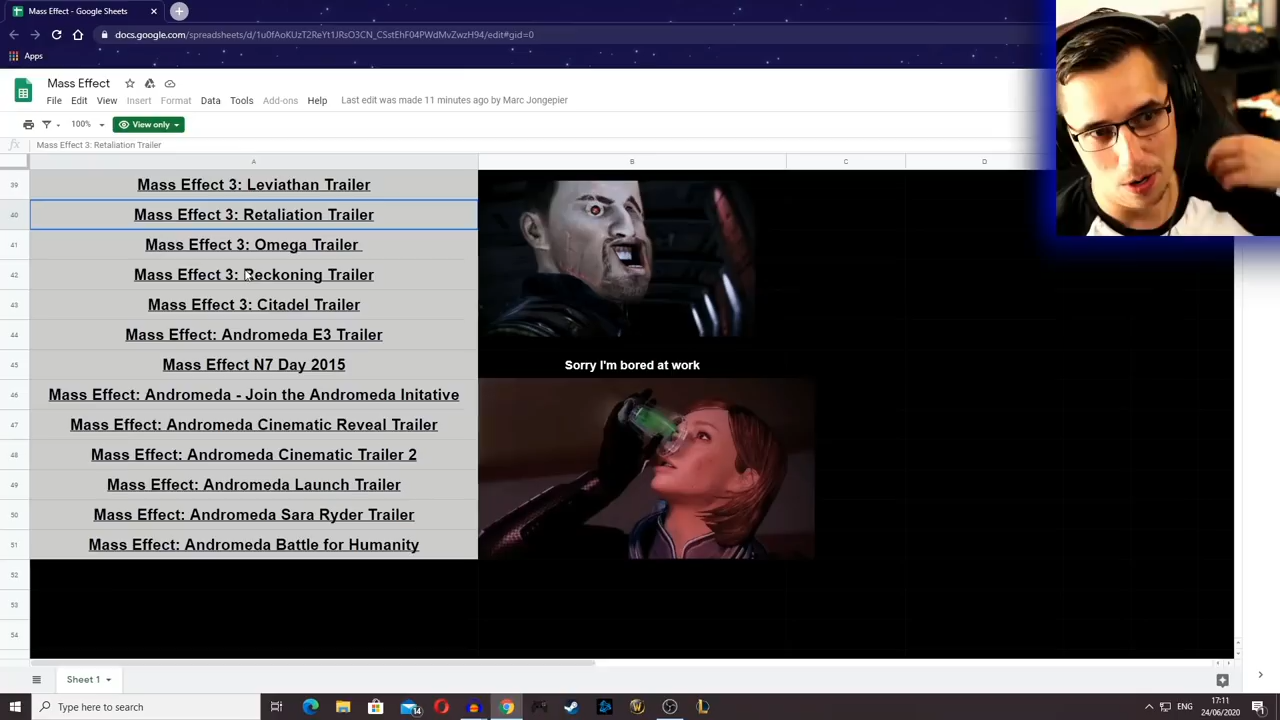 Mass Effect - Google Sheets
docs.google.com/spreadsheets/d/1u0fAoKUzT2ReYt1JRsO3CN_CSstEhF04PWdMvZwzH94/edit#gid=0
Apps
Mass Effect
File Edit View Insert Format Data Tools Add-ons Help Last edit was made 11 minutes ago by Marc Jongepier
100% View only
fx Mass Effect 3: Retaliation Trailer
A B C D
39 Mass Effect 3: Leviathan Trailer
40 Mass Effect 3: Retaliation Trailer
41 Mass Effect 3: Omega Trailer
42 Mass Effect 3: Reckoning Trailer
43 Mass Effect 3: Citadel Trailer
44 Mass Effect: Andromeda E3 Trailer
45 Mass Effect N7 Day 2015 Sorry I'm bored at work
46 Mass Effect: Andromeda - Join the Andromeda Initative
47 Mass Effect: Andromeda Cinematic Reveal Trailer
48 Mass Effect: Andromeda Cinematic Trailer 2
49 Mass Effect: Andromeda Launch Trailer
50 Mass Effect: Andromeda Sara Ryder Trailer
51 Mass Effect: Andromeda Battle for Humanity
52
53
54
Sheet 1
Type here to search 14 ENG 17:11
24/06/2020 1